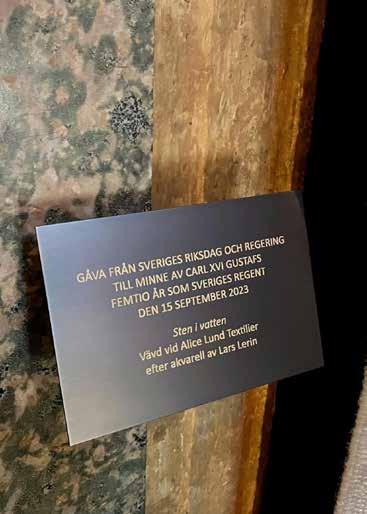 GÅVA FRÅN SVERIGES RIKSDAG OCH REGERING
TILL MINNE AV CARL XVI GUSTAFS
FEMTIO ÅR SOM SVERIGES REGENT
DEN 15 SEPTEMBER 2023
Sten i vatten
Vävd vid Alice Lund Textilier
efter akvarell av Lars Lerin